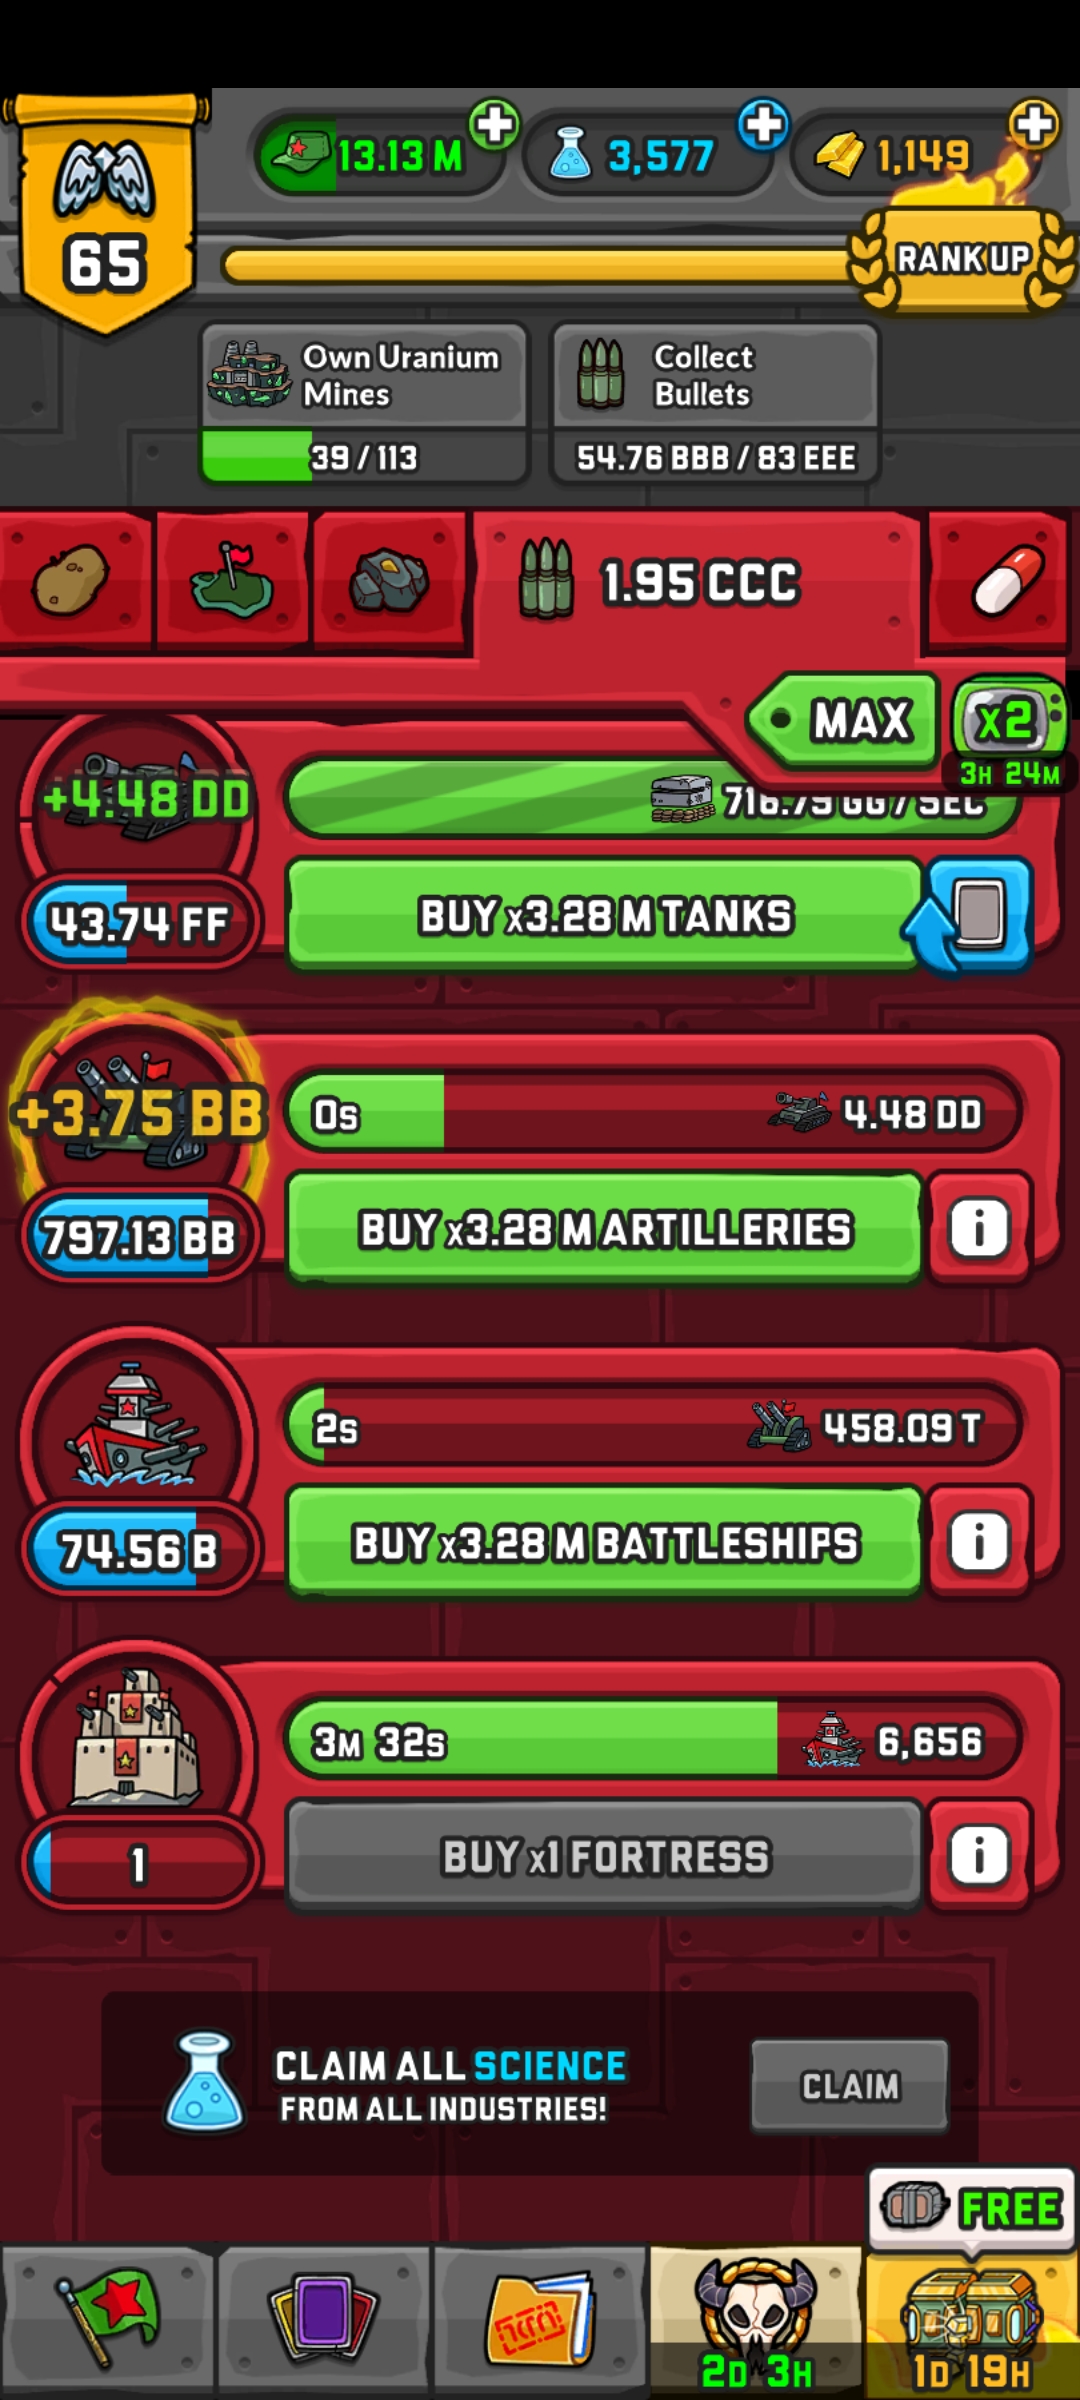 65
13.13 M
3,577
1,149
RANK UP
Own Uranium
Mines
39 / 113
Collect
Bullets
54.76 BBB / 83 EEE
1.95 CCC
MAX
x2
3H 24M
+4.48 DD
716.79 GG / SEC
43.74 FF
BUY x3.28 M TANKS
+3.75 BB
0s
4.48 DD
797.13 BB
BUY x3.28 M ARTILLERIES
i
2s
458.09 T
74.56 B
BUY x3.28 M BATTLESHIPS
i
3M 32s
6,656
1
BUY x1 FORTRESS
i
CLAIM ALL SCIENCE
FROM ALL INDUSTRIES!
CLAIM
FREE
2D 3H
1D 19H